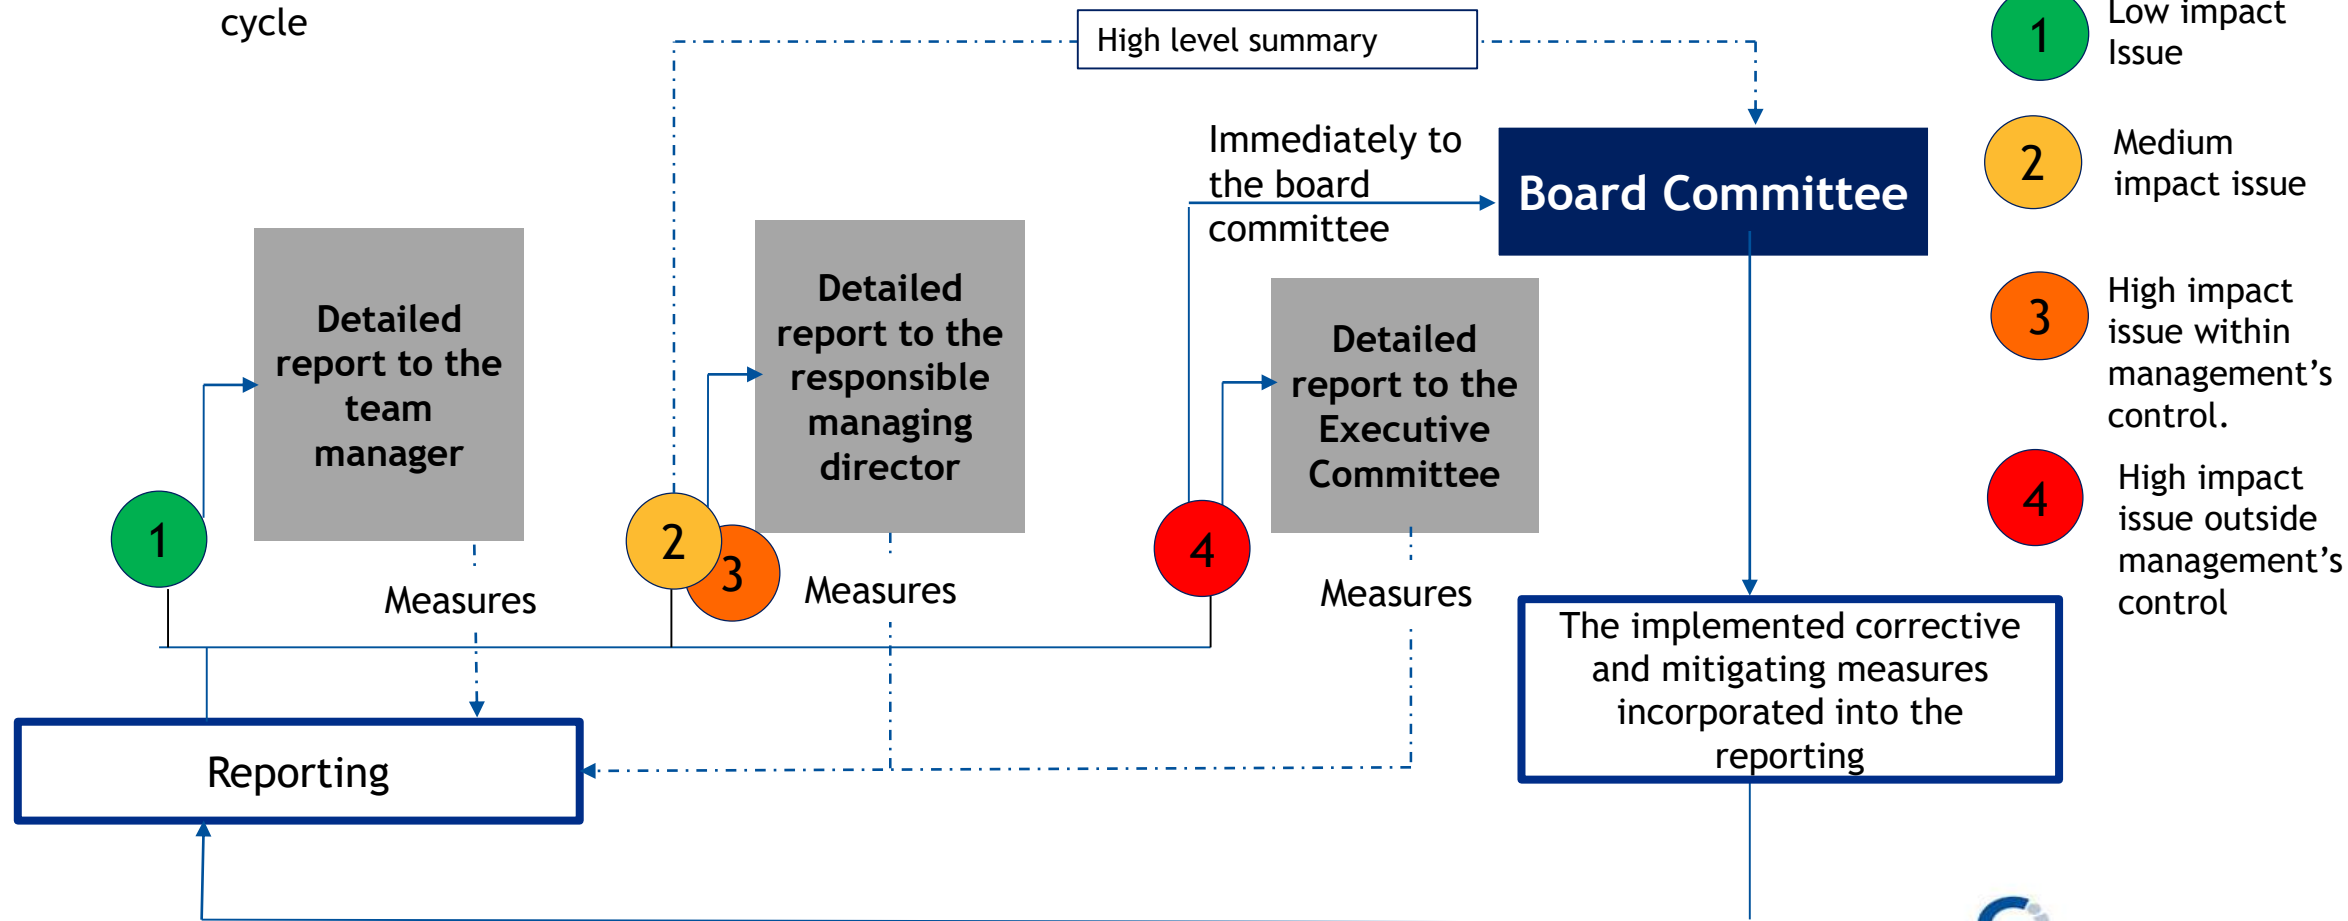 cycle
High level summary
Immediately to
the board
committee
Board Committee
Detailed
report to the
team
manager
Detailed
report to the
responsible
managing
director
Detailed
report to the
Executive
Committee
1
2
3
4
Measures
Measures
Measures
Reporting
The implemented corrective
and mitigating measures
incorporated into the
reporting
1
Low impact
Issue
2
Medium
impact issue
3
High impact
issue within
management’s
control.
4
High impact
issue outside
management’s
control